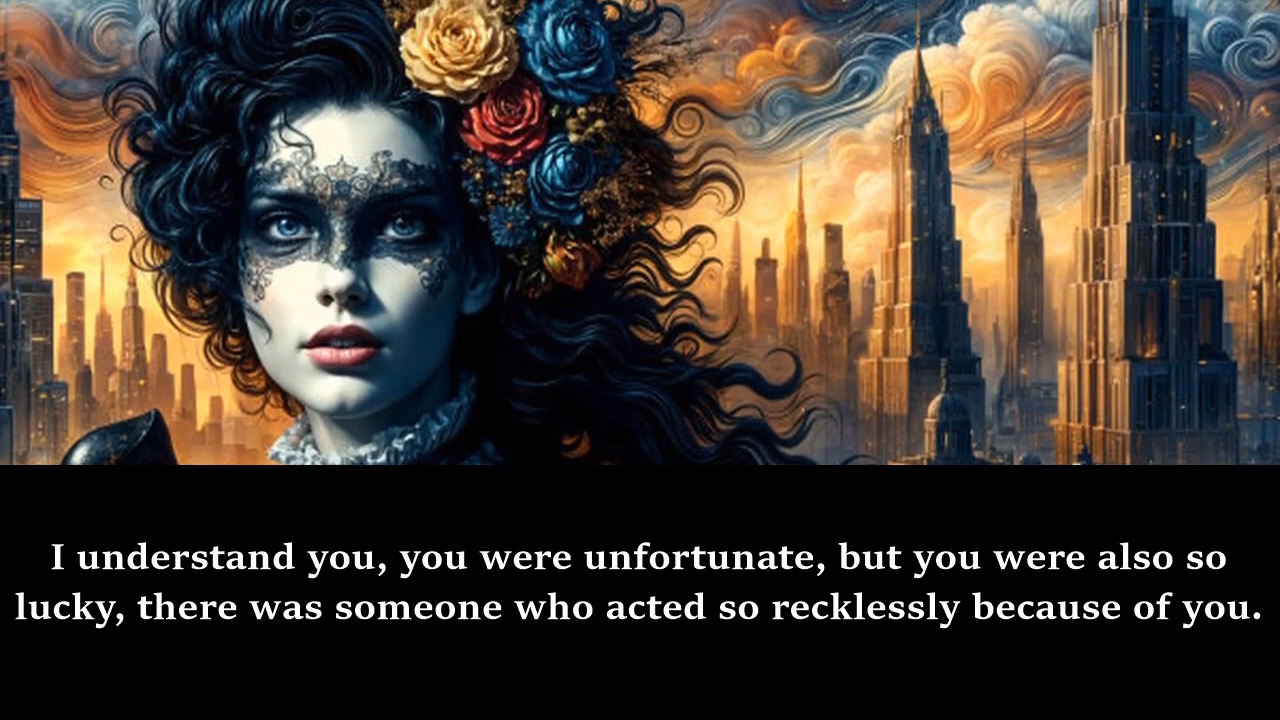 I understand you, you were unfortunate, but you were also so
lucky, there was someone who acted so recklessly because of you.